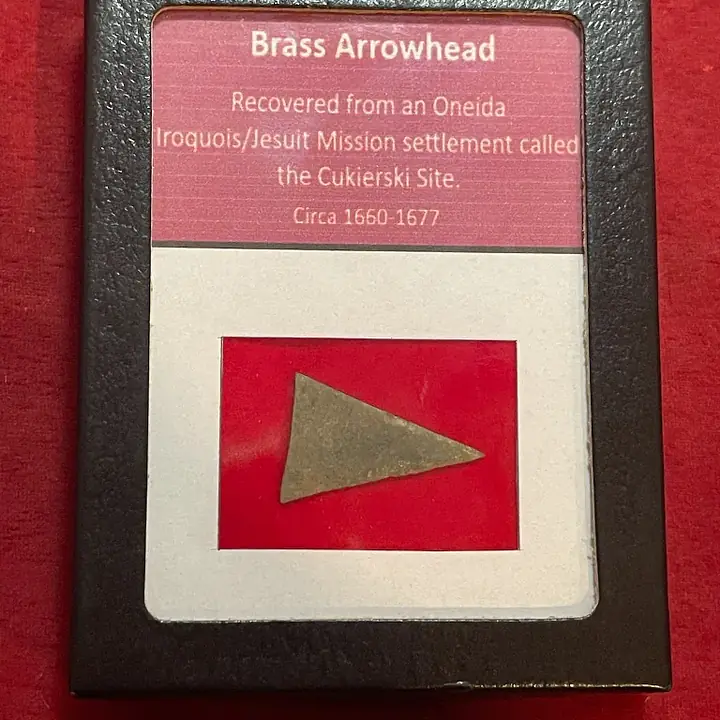 Brass Arrowhead
Recovered from an Oneida
Iroquois/Jesuit Mission settlement called
the Cukierski Site.
Circa 1660-1677